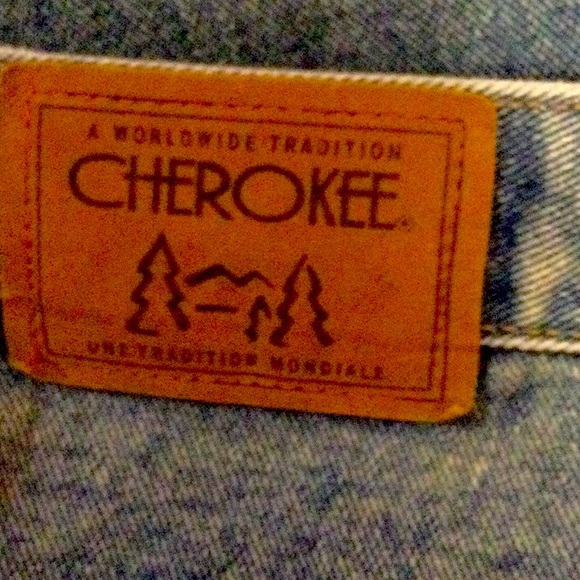 A WORLDWIDE TRADITION
CHEROKEE
UNE TRADITION MONDIALE